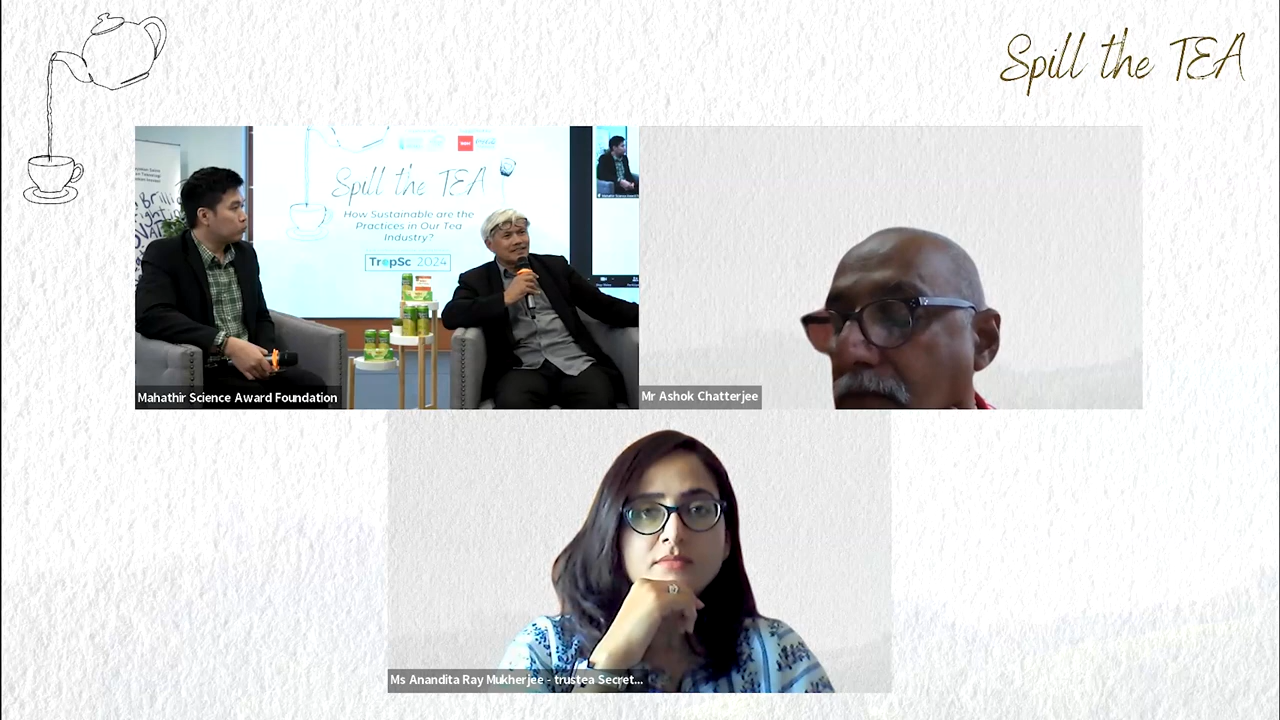 Spill the TEA
Spill the TEA
How Sustainable are the
Practices in Our Tea
Industry?
TropSc 2024
Mahathir Science Award Foundation
Mr Ashok Chatterjee
Ms Anandita Ray Mukherjee - trustea Secret...